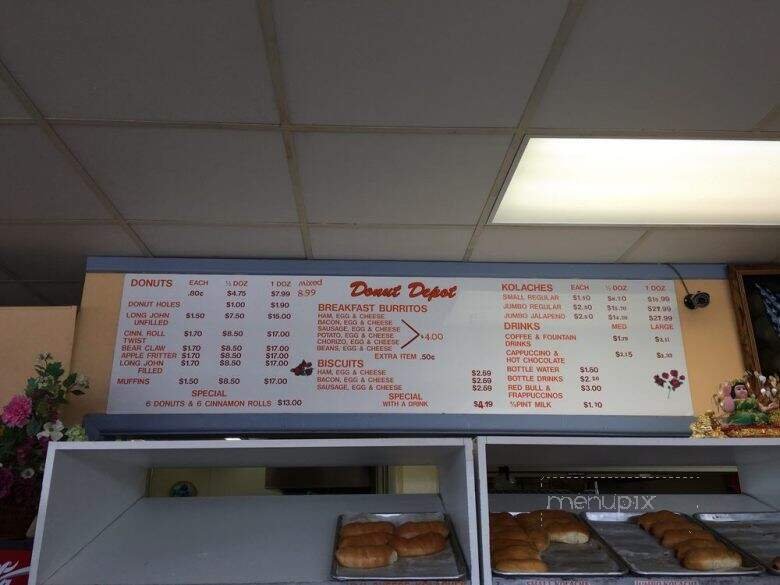 DONUTS EACH ½ DOZ 1 DOZ mixed
.80¢ $4.75 $7.99 8.99
DONUT HOLES $1.00 $1.90
LONG JOHN $1.50 $7.50 $15.00
UNFILLED
CINN. ROLL $1.70 $8.50 $17.00
TWIST
BEAR CLAW $1.70 $8.50 $17.00
APPLE FRITTER $1.70 $8.50 $17.00
LONG JOHN $1.70 $8.50 $17.00
FILLED
MUFFINS $1.50 $8.50 $17.00
SPECIAL
6 DONUTS & 6 CINNAMON ROLLS $13.00
Donut Depot
BREAKFAST BURRITOS
HAM, EGG & CHEESE
BACON, EGG & CHEESE
SAUSAGE, EGG & CHEESE
POTATO, EGG & CHEESE $4.00
CHORIZO, EGG & CHEESE
BEANS, EGG & CHEESE
EXTRA ITEM .50¢
BISCUITS
HAM, EGG & CHEESE $2.59
BACON, EGG & CHEESE $2.59
SAUSAGE, EGG & CHEESE $2.59
SPECIAL
WITH A DRINK $4.19
KOLACHES EACH ½ DOZ 1 DOZ
SMALL REGULAR
JUMBO REGULAR $27.99
JUMBO JALAPENO $27.99
DRINKS MED LARGE
COFFEE & FOUNTAIN
DRINKS
CAPPUCCINO & $2.15
HOT CHOCOLATE
BOTTLE WATER $1.50
BOTTLE DRINKS
RED BULL & $3.00
FRAPPUCINOS
½PINT MILK $1.10
menupix